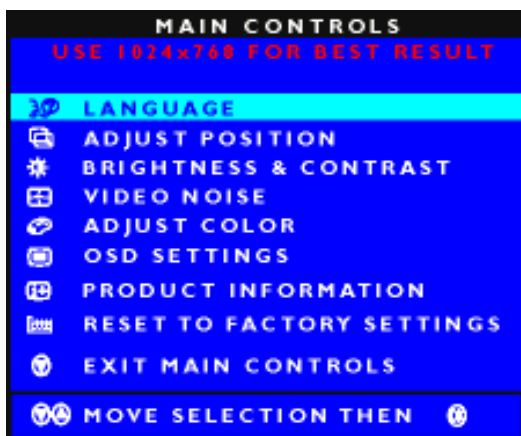 MAIN CONTROLS
USE 1024x768 FOR BEST RESULT
LANGUAGE
ADJUST POSITION
BRIGHTNESS & CONTRAST
VIDEO NOISE
ADJUST COLOR
OSD SETTINGS
PRODUCT INFORMATION
RESET TO FACTORY SETTINGS
EXIT MAIN CONTROLS
MOVE SELECTION THEN